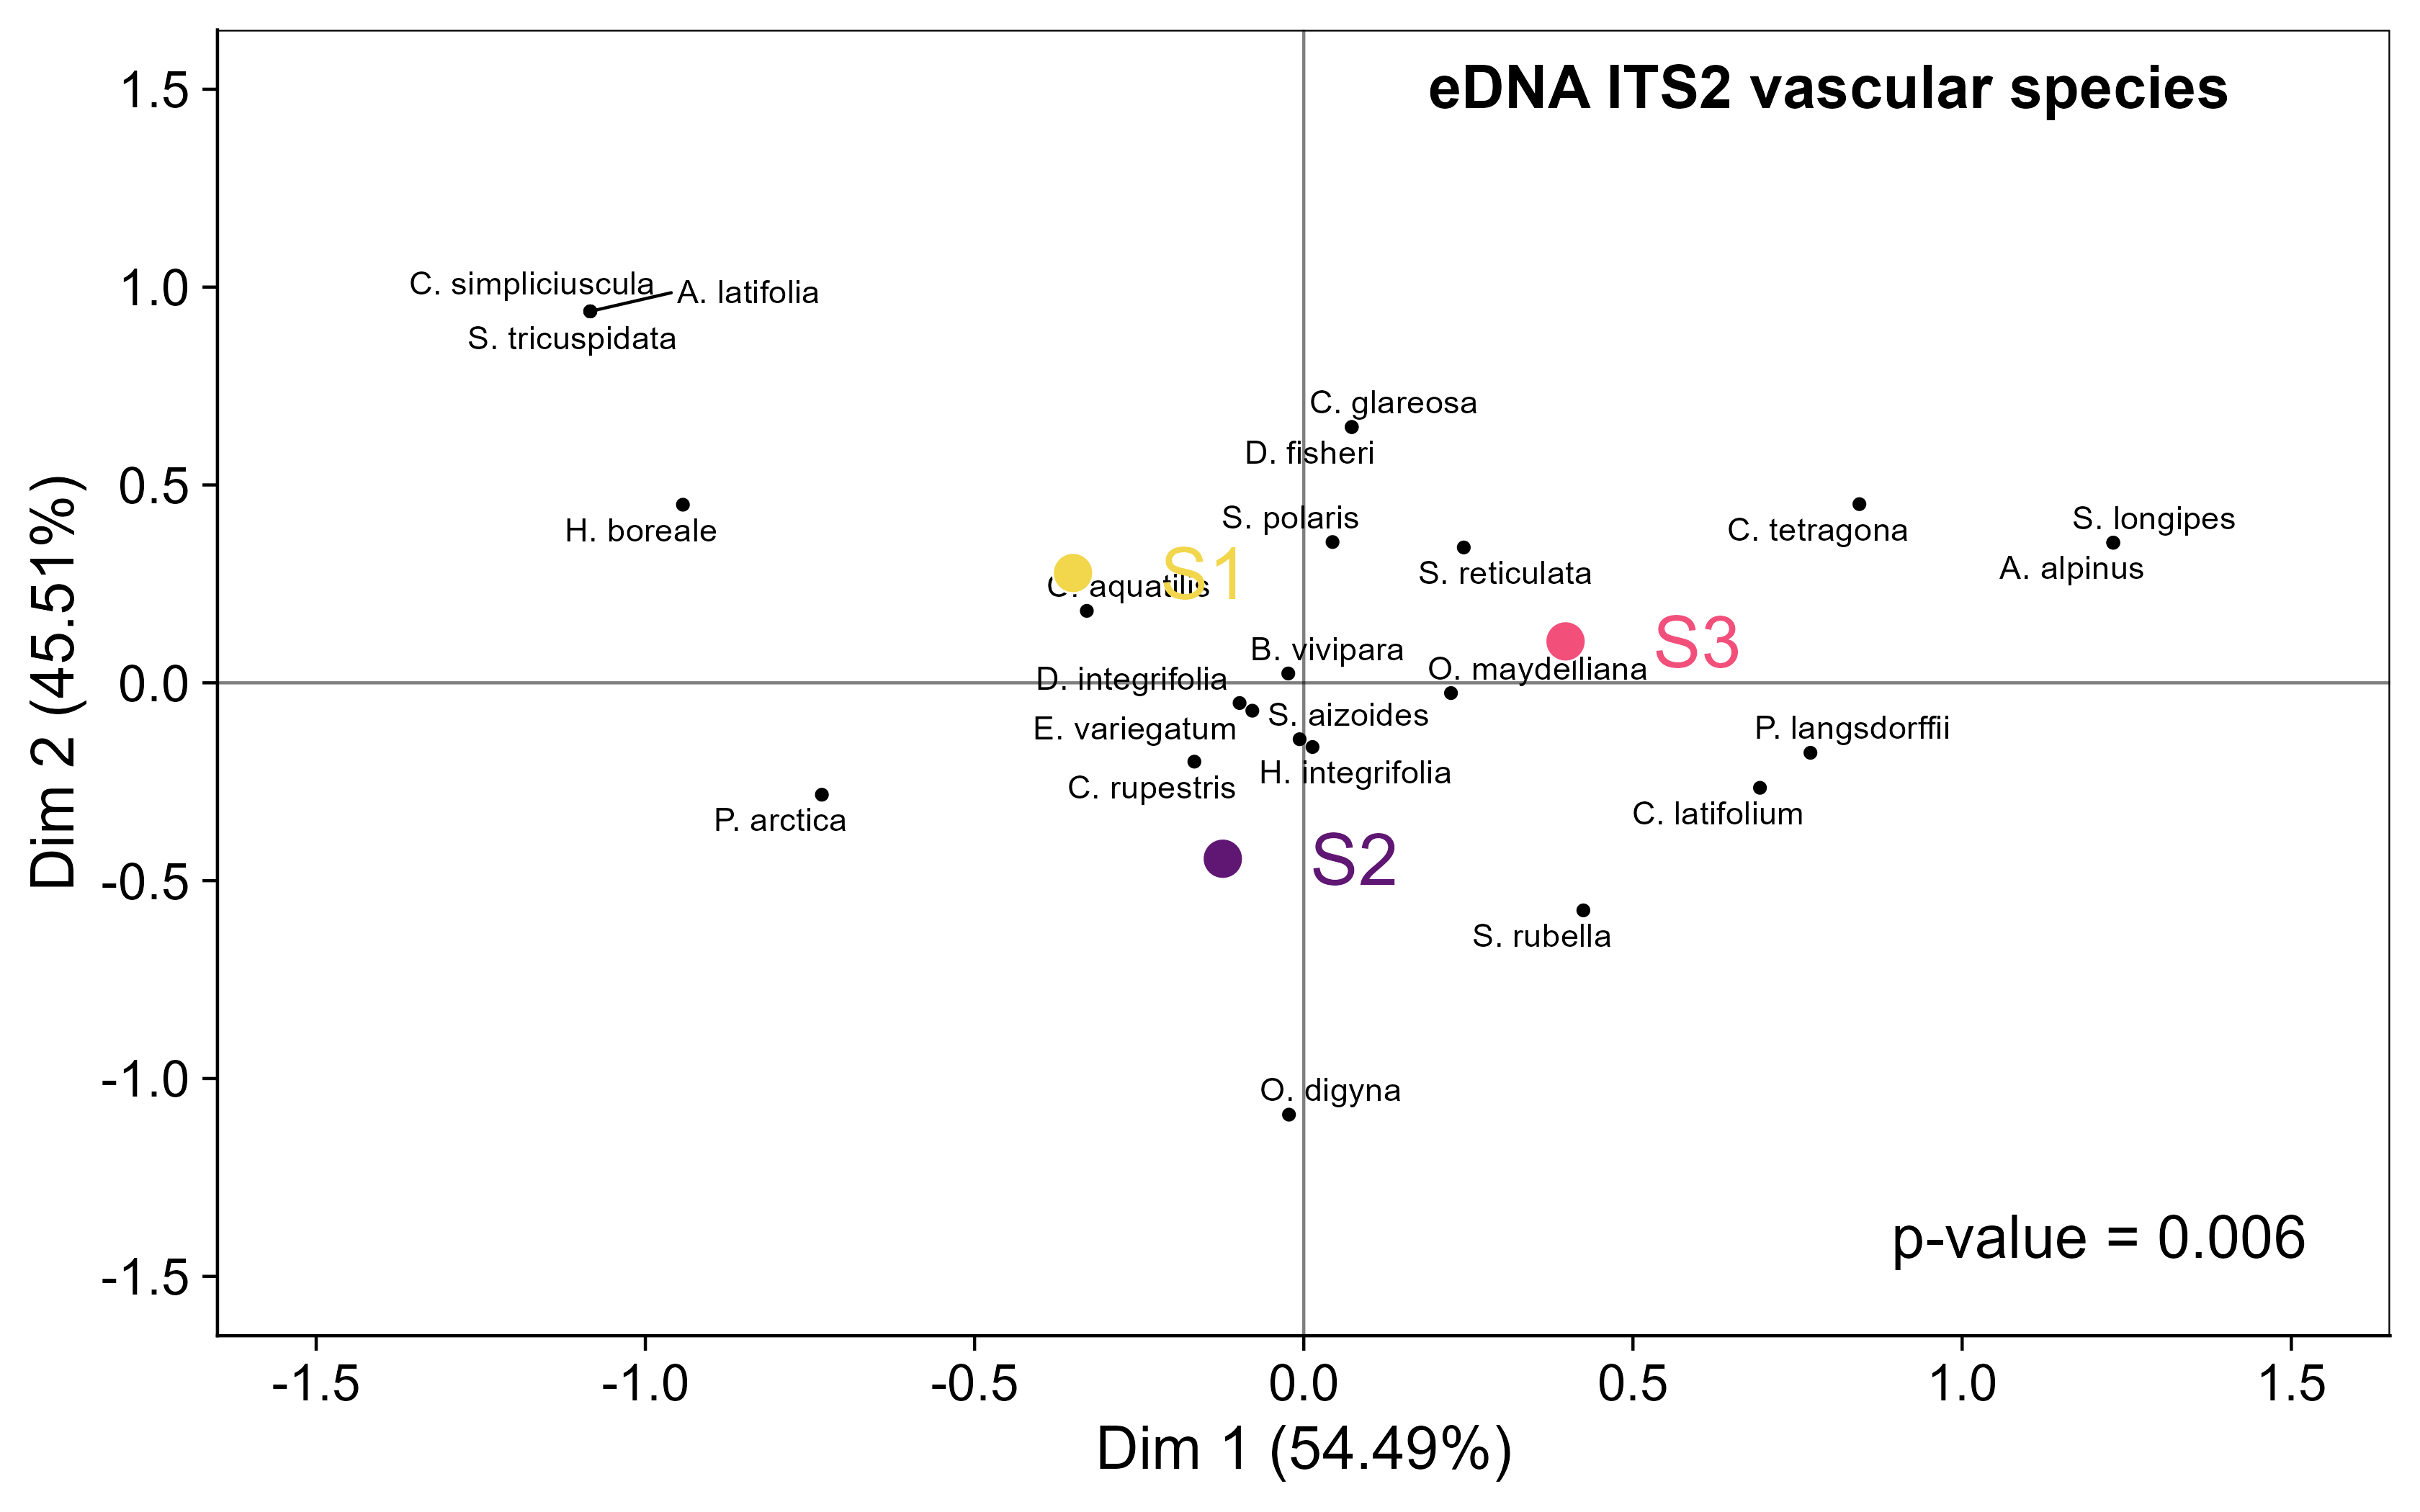 eDNA ITS2 vascular species
1.5
1.0
0.5
0.0
-0.5
-1.0
-1.5
Dim 2 (45.51%)
C. simpliciuscula
A. latifolia
S. tricuspidata
C. glareosa
D. fisheri
H. boreale
S. polaris
S. reticulata
C. tetragona
S. longipes
A. alpinus
S1
C. aquatilis
S3
B. vivipara
O. maydelliana
D. integrifolia
S. aizoides
E. variegatum
P. langsdorffii
H. integrifolia
C. rupestris
P. arctica
C. latifolium
S2
S. rubella
O. digyna
p-value = 0.006
-1.5
-1.0
-0.5
0.0
0.5
1.0
1.5
Dim 1 (54.49%)